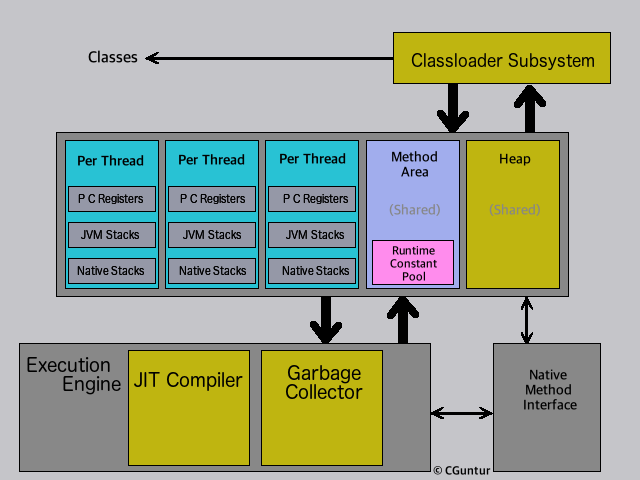 Classes
Classloader Subsystem
Per Thread
P C Registers
JVM Stacks
Native Stacks
Per Thread
P C Registers
JVM Stacks
Native Stacks
Per Thread
P C Registers
JVM Stacks
Native Stacks
Method
Area
(Shared)
Runtime
Constant
Pool
Heap
(Shared)
Execution
Engine
JIT Compiler
Garbage
Collector
Native
Method
Interface
© CGuntur